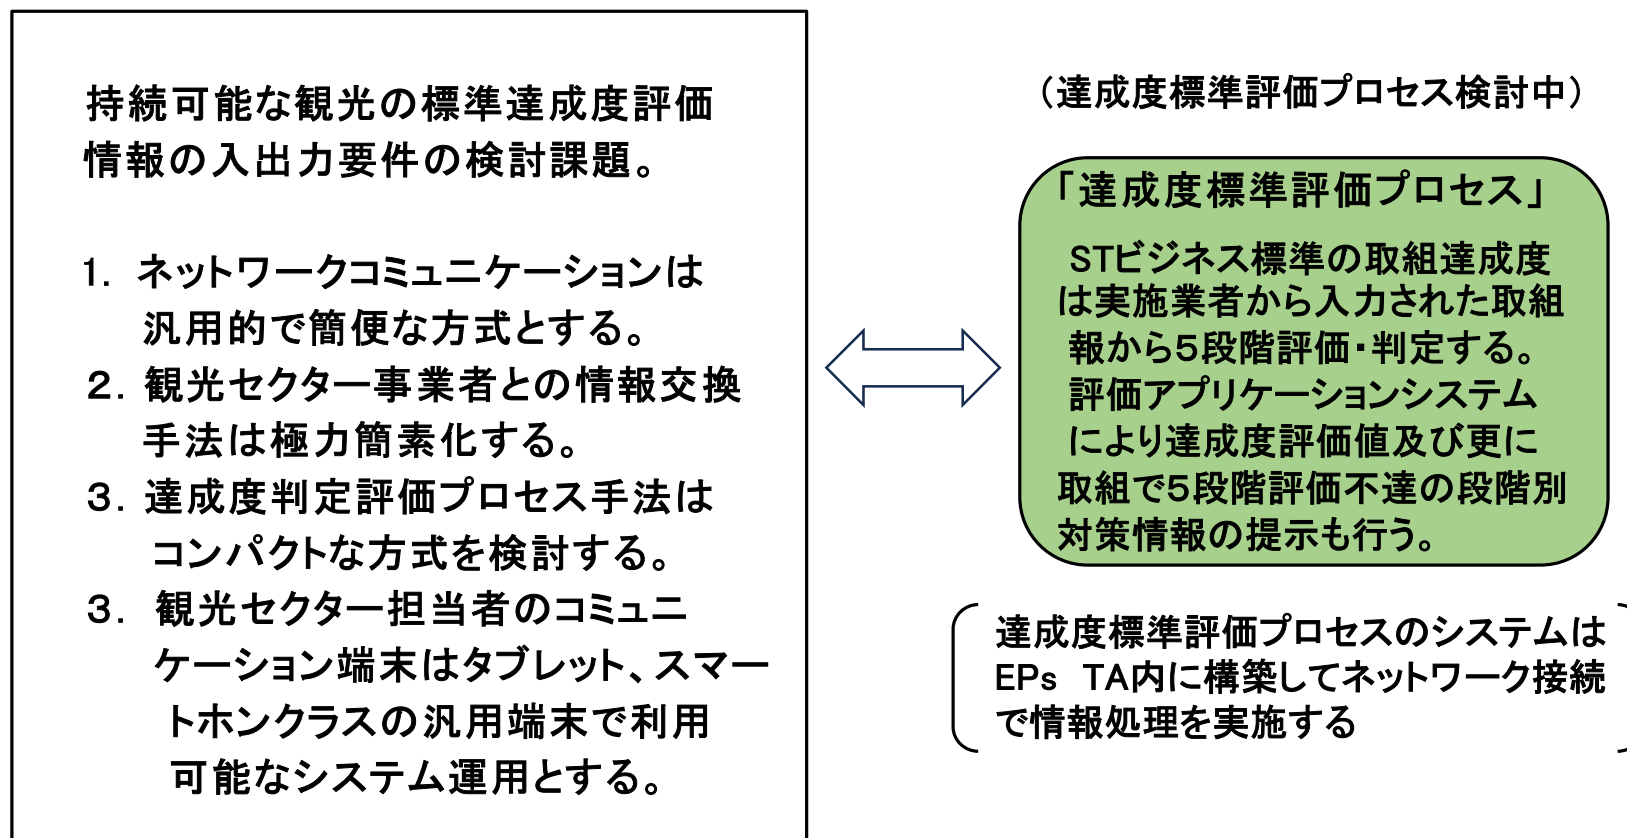 持続可能な観光の標準達成度評価
情報の入出力要件の検討課題。
1. ネットワークコミュニケーションは
汎用的で簡便な方式とする。
２．観光セクター事業者との情報交換
手法は極力簡素化する。
３．達成度判定評価プロセス手法は
コンパクトな方式を検討する。
３． 観光セクター担当者のコミュニ
ケーション端末はタブレット、スマー
トホンクラスの汎用端末で利用
可能なシステム運用とする。
（達成度標準評価プロセス検討中）
「達成度標準評価プロセス」
STビジネス標準の取組達成度
は実施業者から入力された取組
報から５段階評価・判定する。
評価アプリケーションシステム
により達成度評価値及び更に
取組で５段階評価不達の段階別
対策情報の提示も行う。
達成度標準評価プロセスのシステムは
EPs TA内に構築してネットワーク接続
で情報処理を実施する